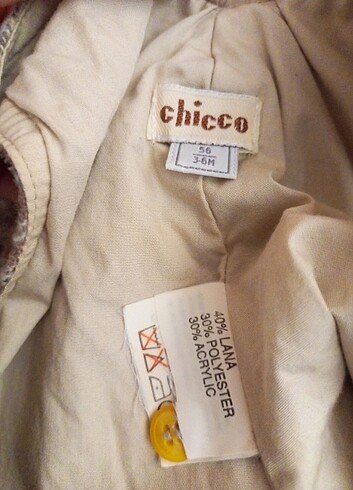 chicco
56
3-6M
40% LANA
30% POLYESTER
30% ACRYLIC